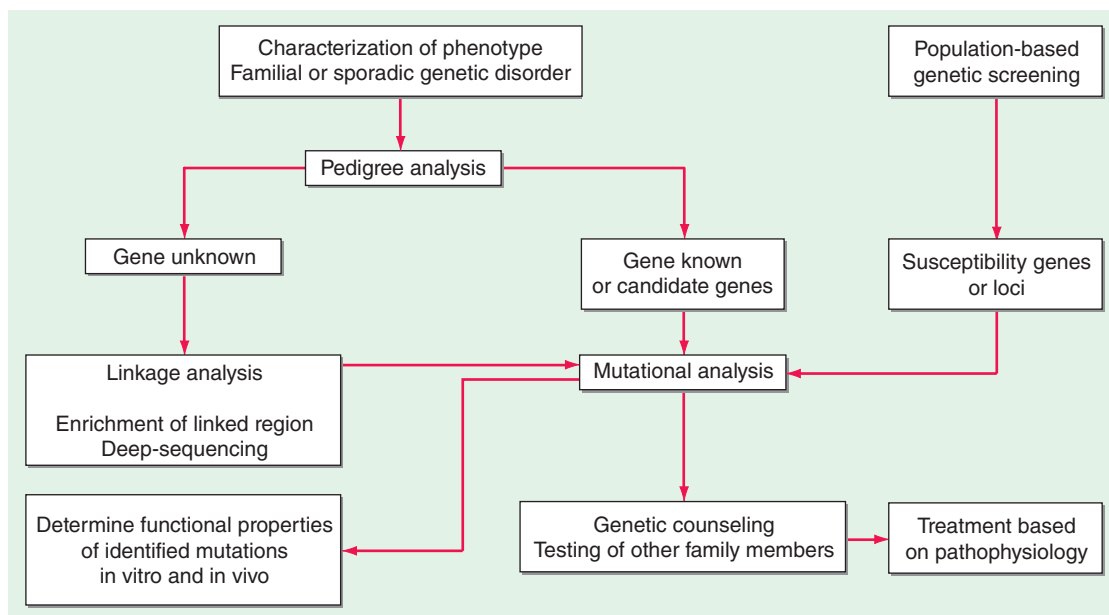 Characterization of phenotype
Familial or sporadic genetic disorder
Population-based
genetic screening
Pedigree analysis
Gene unknown
Gene known
or candidate genes
Susceptibility genes
or loci
Linkage analysis
Enrichment of linked region
Deep-sequencing
Mutational analysis
Determine functional properties
of identified mutations
in vitro and in vivo
Genetic counseling
Testing of other family members
Treatment based
on pathophysiology